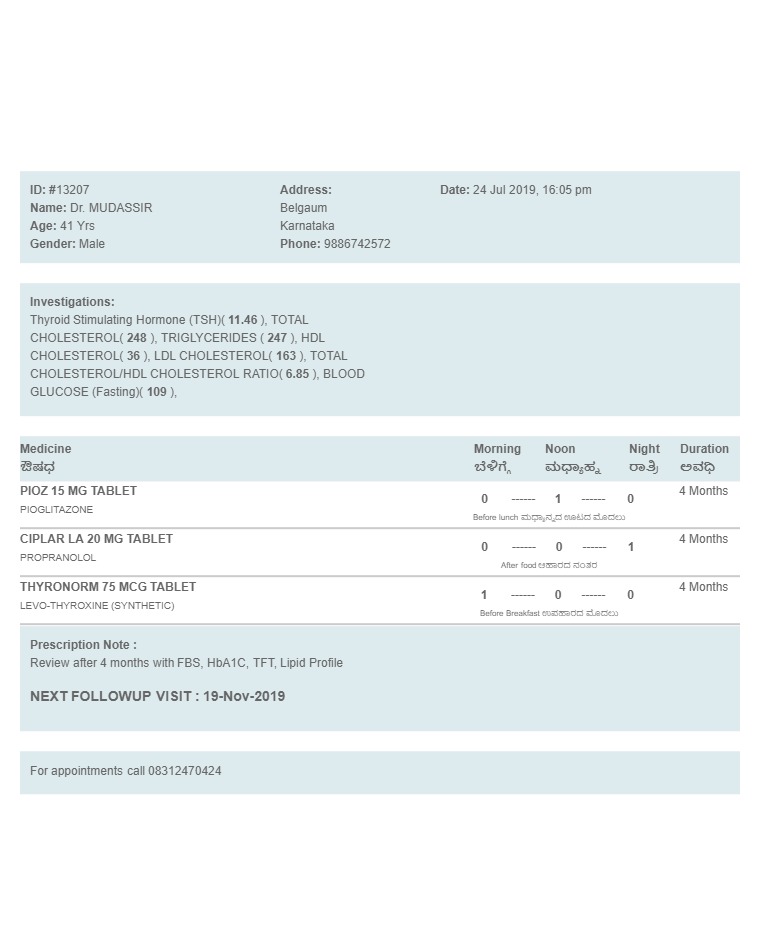 ID: #13207
Name: Dr. MUDASSIR
Age: 41 Yrs
Gender: Male
Address:
Belgaum
Karnataka
Phone: 9886742572
Date: 24 Jul 2019, 16:05 pm
Investigations:
Thyroid Stimulating Hormone (TSH)( 11.46 ), TOTAL
CHOLESTEROL( 248 ), TRIGLYCERIDES ( 247 ), HDL
CHOLESTEROL( 36 ), LDL CHOLESTEROL( 163 ), TOTAL
CHOLESTEROL/HDL CHOLESTEROL RATIO( 6.85 ), BLOOD
GLUCOSE (Fasting)( 109 ),
Medicine Morning Noon Night Duration
ಔಷಧ ಬೆಳಿಗ್ಗೆ ಮಧ್ಯಾಹ್ನ ರಾತ್ರಿ ಅವಧಿ
PIOZ 15 MG TABLET 0 ------ 1 ------ 0 4 Months
PIOGLITAZONE Before lunch ಮಧ್ಯಾನ್ಹದ ಊಟದ ಮೊದಲು
CIPLAR LA 20 MG TABLET 0 ------ 0 ------ 1 4 Months
PROPRANOLOL After food ಆಹಾರದ ನಂತರ
THYRONORM 75 MCG TABLET 1 ------ 0 ------ 0 4 Months
LEVO-THYROXINE (SYNTHETIC) Before Breakfast ಉಪಹಾರದ ಮೊದಲು
Prescription Note :
Review after 4 months with FBS, HbA1C, TFT, Lipid Profile
NEXT FOLLOWUP VISIT : 19-Nov-2019
For appointments call 08312470424